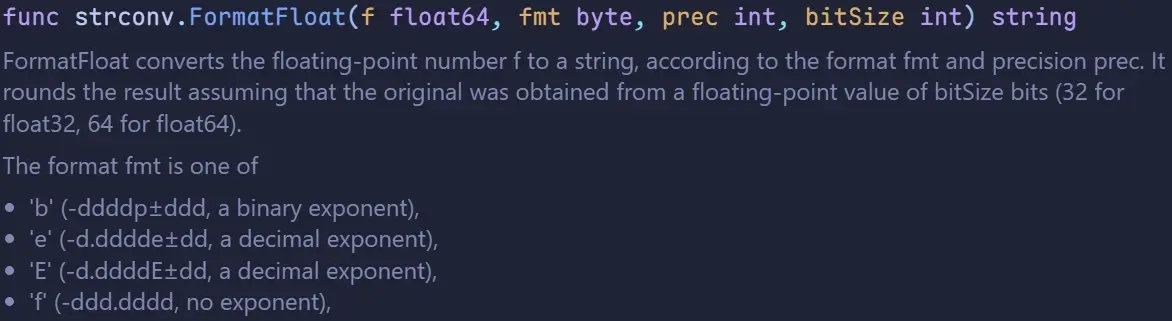 func strconv.FormatFloat(f float64, fmt byte, prec int, bitSize int) string
FormatFloat converts the floating-point number f to a string, according to the format fmt and precision prec. It
rounds the result assuming that the original was obtained from a floating-point value of bitSize bits (32 for
float32, 64 for float64).
The format fmt is one of
• 'b' (-ddddp±ddd, a binary exponent),
• 'e' (-d.dddde±dd, a decimal exponent),
• 'E' (-d.ddddE±dd, a decimal exponent),
• 'f' (-ddd.dddd, no exponent),